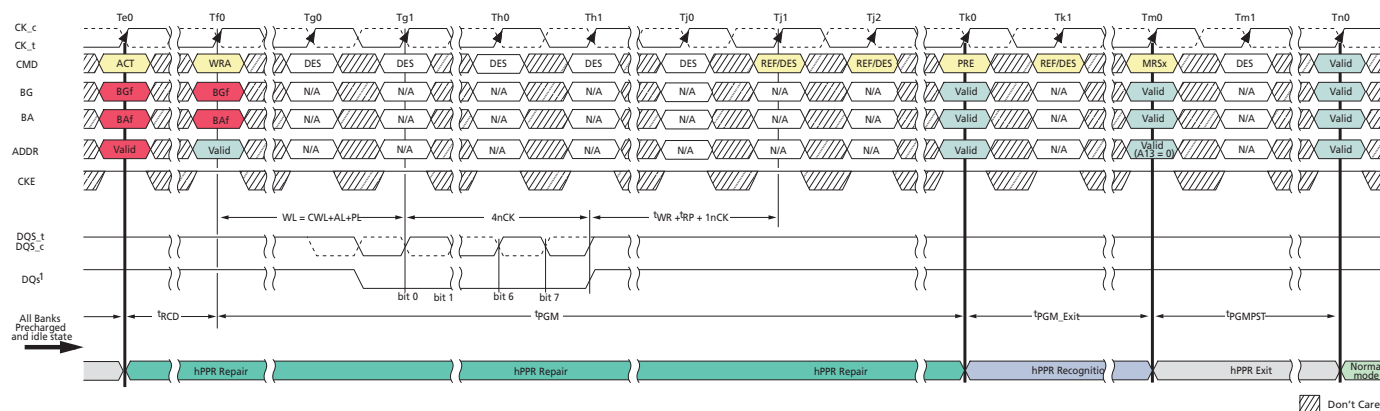 Te0 Tf0 Tg0 Tg1 Th0 Th1 Tj0 Tj1 Tj2 Tk0 Tk1 Tm0 Tm1 Tn0
CK_c
CK_t
CMD ACT WRA DES DES DES DES DES REF/DES REF/DES PRE REF/DES MRSx DES Valid
BG BGf BGf N/A N/A N/A N/A N/A N/A N/A Valid N/A Valid N/A Valid
BA BAf BAf N/A N/A N/A N/A N/A N/A N/A Valid N/A Valid N/A Valid
ADDR Valid Valid N/A N/A N/A N/A N/A N/A N/A Valid N/A Valid (A13 = 0) N/A Valid
CKE
WL = CWL+AL+PL 4nCK tWR +tRP + 1nCK
DQS_t
DQS_c
DQs1
bit 0 bit 1 bit 6 bit 7
All Banks
Precharged
and idle state
tRCD tPGM tPGM_Exit tPGMPST
hPPR Repair hPPR Repair hPPR Repair hPPR Recognitio hPPR Exit Norma
mode
Don't Care